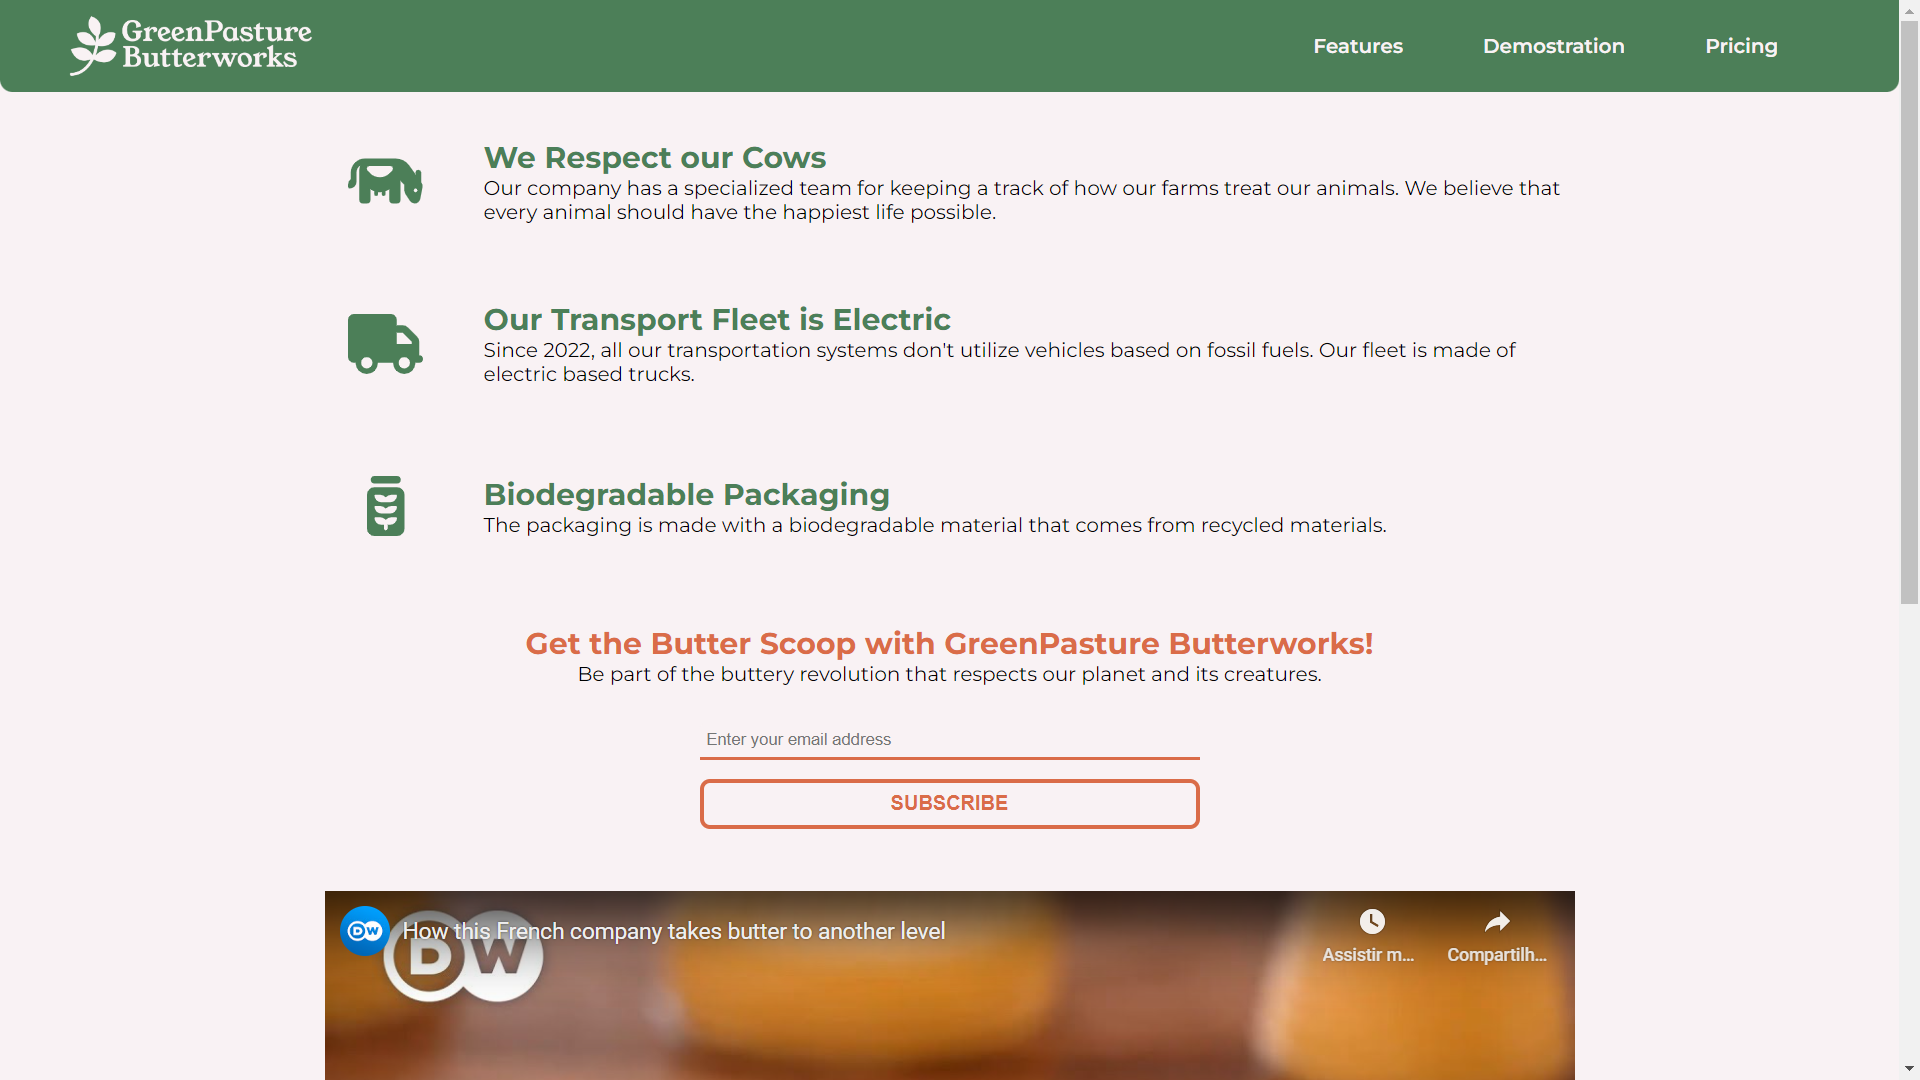 GreenPasture
Butterworks
Features
Demostration
Pricing
We Respect our Cows
Our company has a specialized team for keeping a track of how our farms treat our animals. We believe that
every animal should have the happiest life possible.
Our Transport Fleet is Electric
Since 2022, all our transportation systems don't utilize vehicles based on fossil fuels. Our fleet is made of
electric based trucks.
Biodegradable Packaging
The packaging is made with a biodegradable material that comes from recycled materials.
Get the Butter Scoop with GreenPasture Butterworks!
Be part of the buttery revolution that respects our planet and its creatures.
Enter your email address
SUBSCRIBE
DW
How this French company takes butter to another level
DW
Assistir m...
Compartilh...